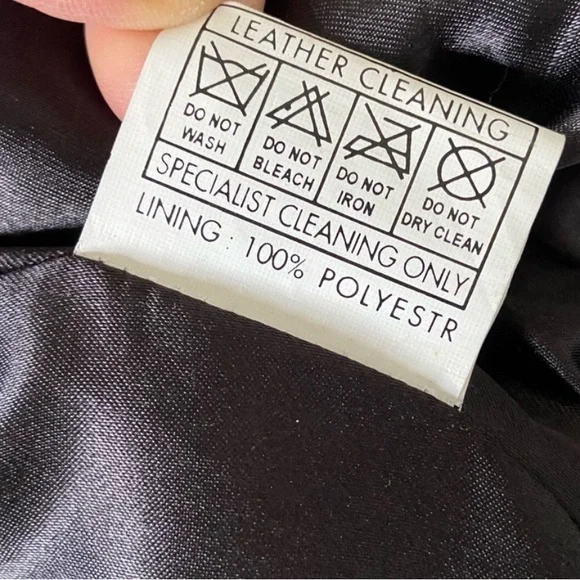 LEATHER CLEANING
DO NOT WASH
DO NOT BLEACH
DO NOT IRON
DO NOT DRY CLEAN
SPECIALIST CLEANING ONLY
LINING : 100% POLYESTR